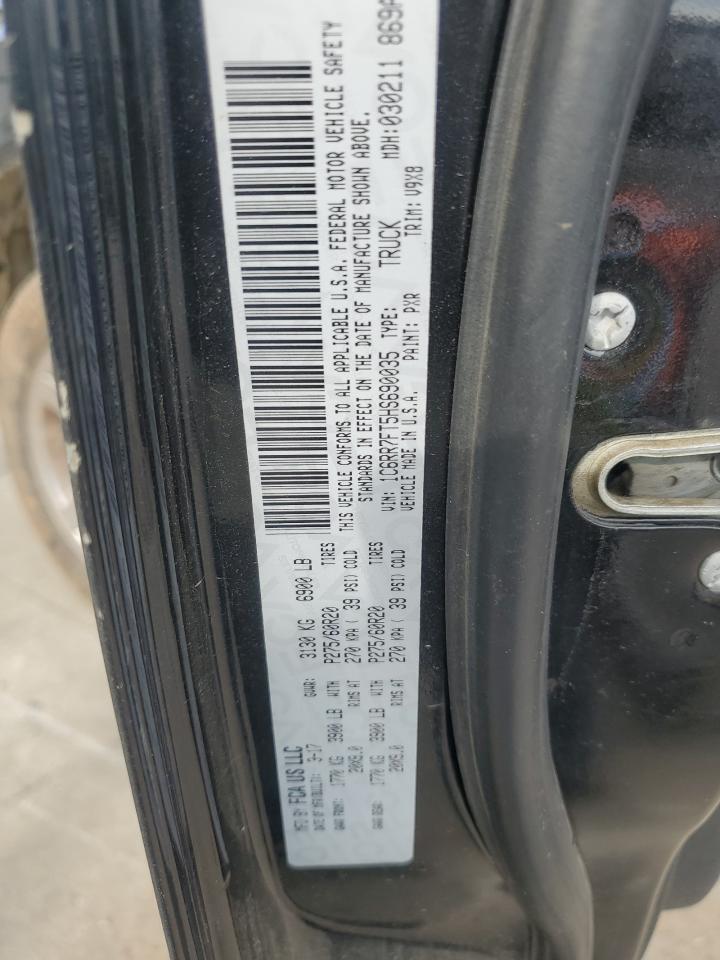 MFD BY FCA US LLC
DATE OF MFR 3-17 GVWR: 3130 KG 6900 LB
GAWR FRONT: 1770 KG 3900 LB WITH P275/60R20 TIRES
20X9.0 RIMS AT 270 KPA ( 39 PSI) COLD
GAWR REAR: 1770 KG 3900 LB WITH P275/60R20 TIRES
20X9.0 RIMS AT 270 KPA ( 39 PSI) COLD
THIS VEHICLE CONFORMS TO ALL APPLICABLE U.S.A. FEDERAL MOTOR VEHICLE SAFETY
STANDARDS IN EFFECT ON THE DATE OF MANUFACTURE SHOWN ABOVE.
VIN: 1C6RR7FT5HS690035 TYPE: TRUCK MDH:030211 869A
VEHICLE MADE IN U.S.A. PAINT: PXR TRIM: V9X8